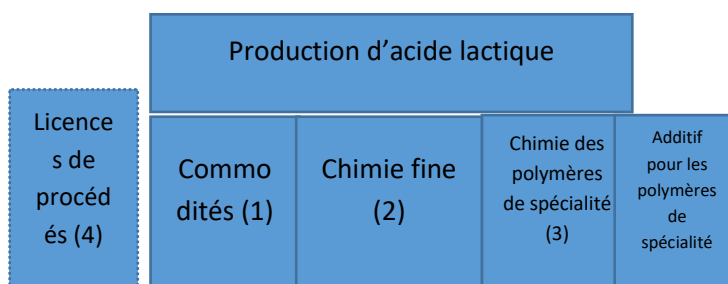 Production d’acide lactique
Licence
s de
procéd
és (4)
Commo
dités (1)
Chimie fine
(2)
Chimie des
polymères
de spécialité
(3)
Additif
pour les
polymères
de
spécialité